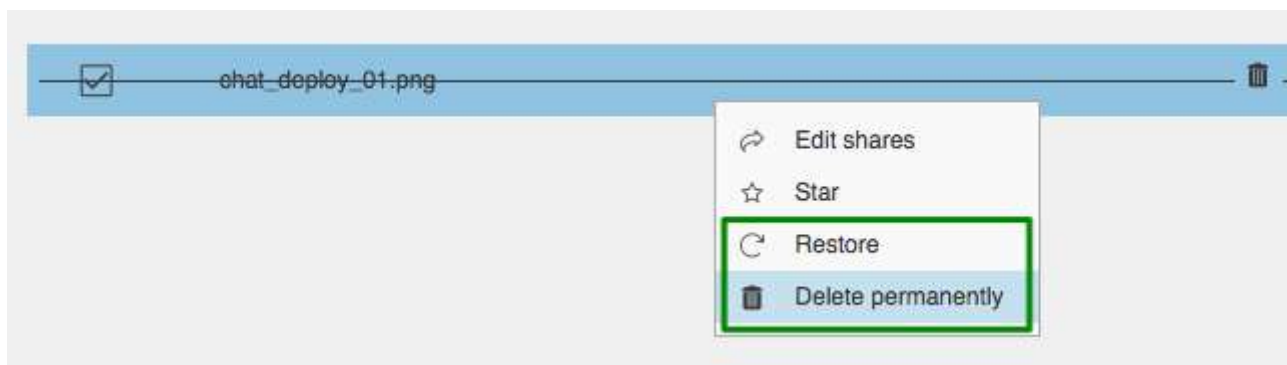 chat_deploy_01.png
Edit shares
Star
Restore
Delete permanently